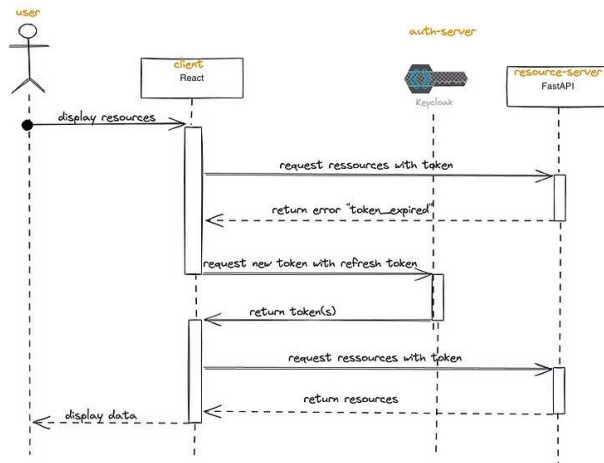 user
auth-server
client
React
resource-server
FastAPI
Keycloak
display resources
request ressources with token
return error "token_expired"
request new token with refresh token
return token(s)
request ressources with token
return resources
display data